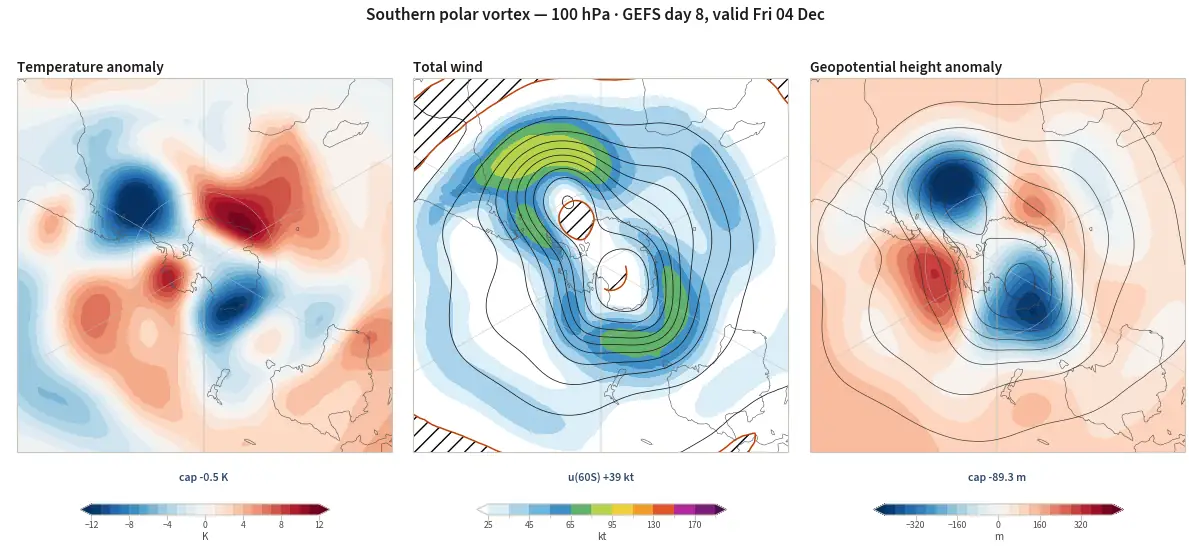 Southern polar vortex — 100 hPa · GEFS day 8, valid Fri 04 Dec
Temperature anomaly
Total wind
Geopotential height anomaly
cap -0.5 K
u(60S) +39 kt
cap -89.3 m
−12 −8 −4 0 4 8 12
K
25 45 65 95 130 170
kt
−320 −160 0 160 320
m